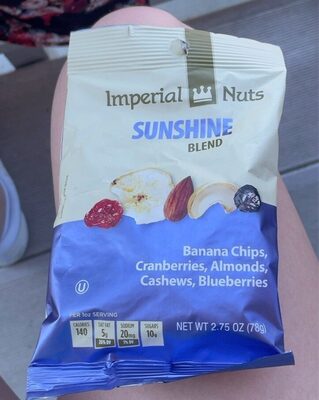 Imperial Nuts
SUNSHINE
BLEND
Banana Chips,
Cranberries, Almonds,
Cashews, Blueberries
U
PER 1oz SERVING
CALORIES 140
SAT FAT 5g
SODIUM 20mg
SUGARS 10g
NET WT 2.75 OZ (78g)